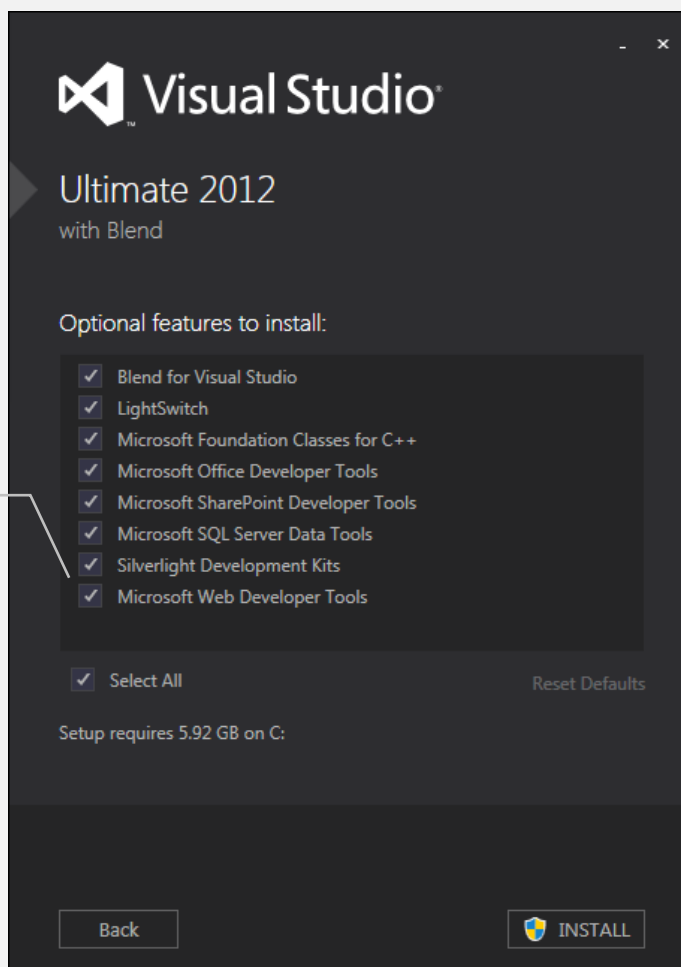 Visual Studio®
™
Ultimate 2012
with Blend
Optional features to install:
Blend for Visual Studio
LightSwitch
Microsoft Foundation Classes for C++
Microsoft Office Developer Tools
Microsoft SharePoint Developer Tools
Microsoft SQL Server Data Tools
Silverlight Development Kits
Microsoft Web Developer Tools
Select All
Reset Defaults
Setup requires 5.92 GB on C:
Back
INSTALL